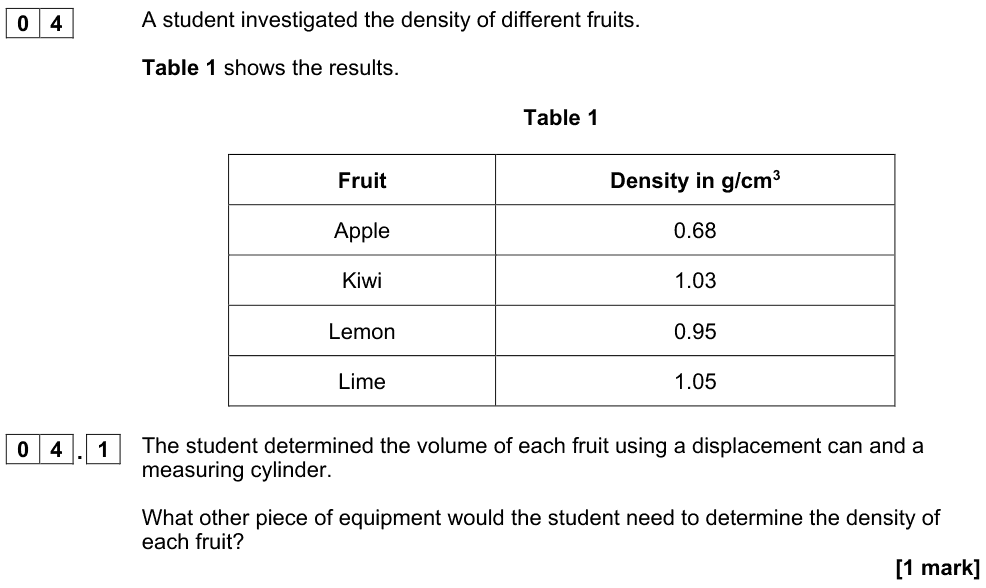 0 4 A student investigated the density of different fruits.
Table 1 shows the results.
Table 1
Fruit Density in g/cm³
Apple 0.68
Kiwi 1.03
Lemon 0.95
Lime 1.05
0 4 . 1 The student determined the volume of each fruit using a displacement can and a
measuring cylinder.
What other piece of equipment would the student need to determine the density of
each fruit?
[1 mark]